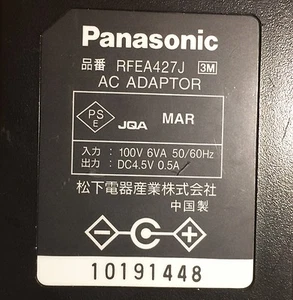 Panasonic
品番 RFEA427J 3M
AC ADAPTOR
PS
E
JQA MAR
入力 : 100V 6VA 50/60Hz
出力 : DC4.5V 0.5A
松下電器産業株式会社
中国製
10191448